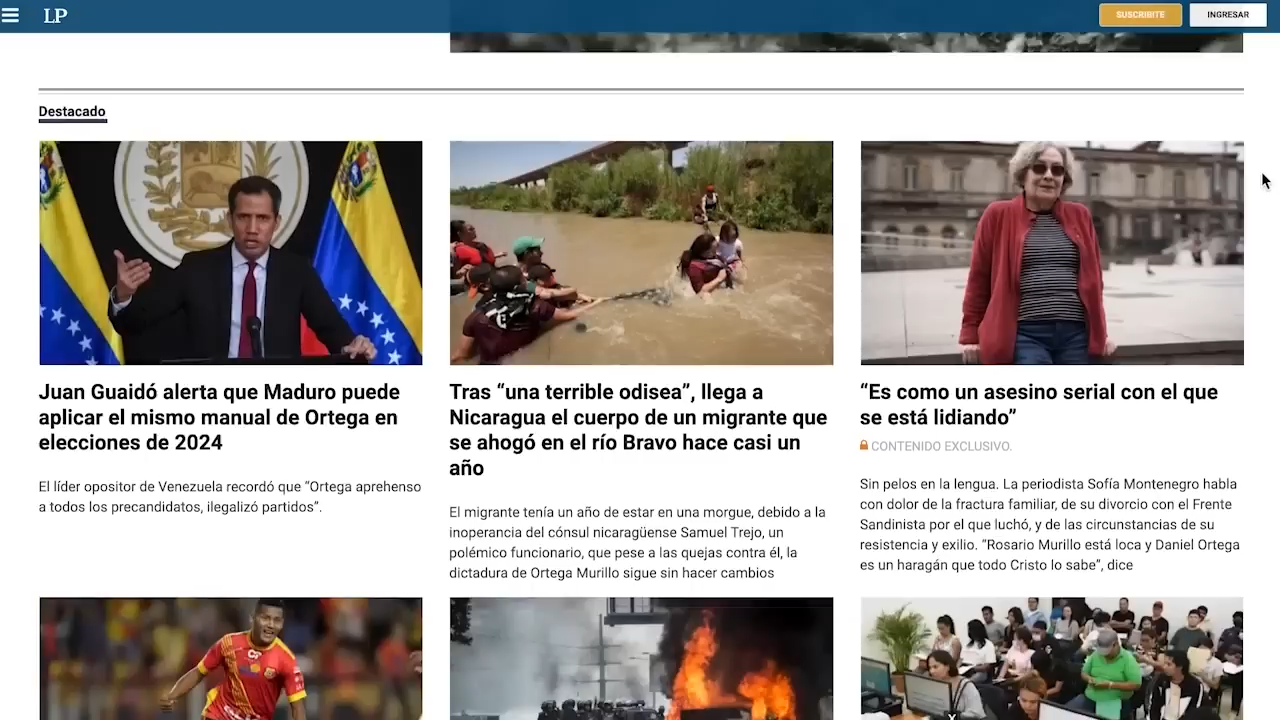 LP
SUSCRIBITE
INGRESAR
Destacado
Juan Guaidó alerta que Maduro puede
aplicar el mismo manual de Ortega en
elecciones de 2024
El líder opositor de Venezuela recordó que “Ortega aprehenso
a todos los precandidatos, ilegalizó partidos”.
Tras “una terrible odisea”, llega a
Nicaragua el cuerpo de un migrante que
se ahogó en el río Bravo hace casi un
año
El migrante tenía un año de estar en una morgue, debido a la
inoperancia del cónsul nicaragüense Samuel Trejo, un
polémico funcionario, que pese a las quejas contra él, la
dictadura de Ortega Murillo sigue sin hacer cambios
“Es como un asesino serial con el que
se está lidiando”
CONTENIDO EXCLUSIVO.
Sin pelos en la lengua. La periodista Sofía Montenegro habla
con dolor de la fractura familiar, de su divorcio con el Frente
Sandinista por el que luchó, y de las circunstancias de su
resistencia y exilio. “Rosario Murillo está loca y Daniel Ortega
es un haragán que todo Cristo lo sabe”, dice